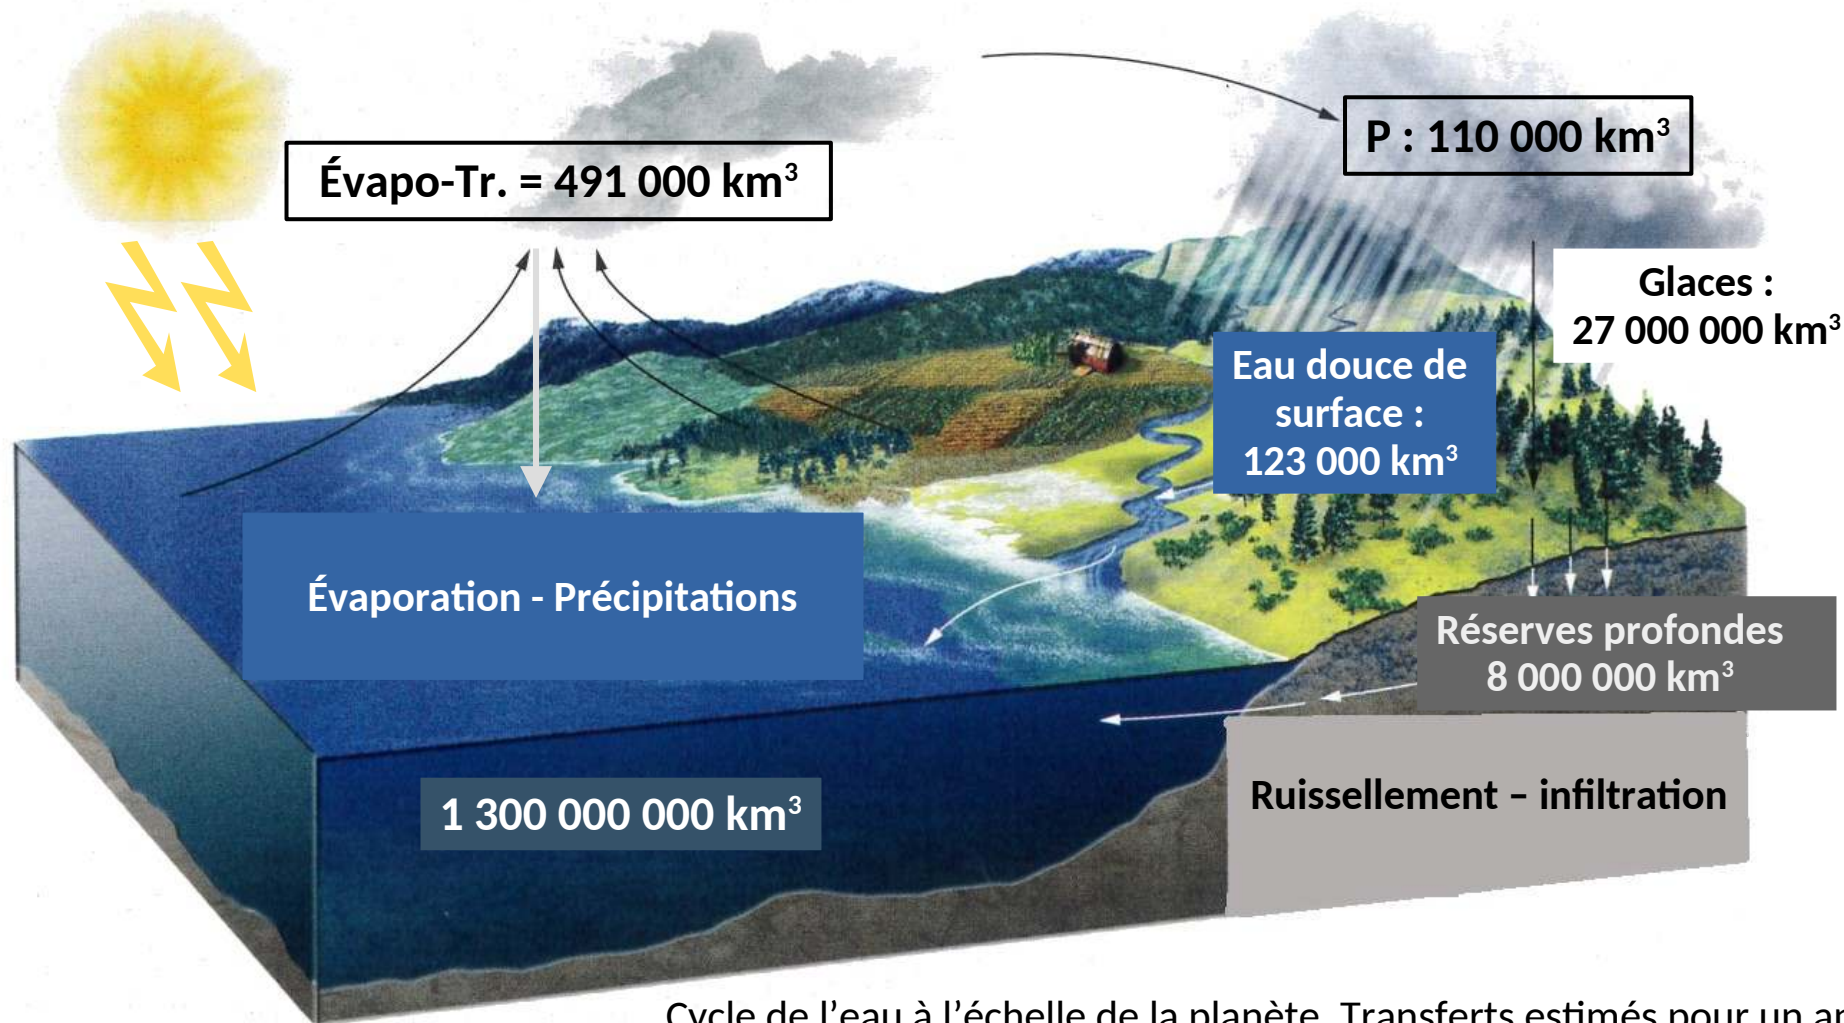 Évapo-Tr. = 491 000 km³
P : 110 000 km³
Glaces :
27 000 000 km³
Eau douce de
surface :
123 000 km³
Évaporation - Précipitations
Réserves profondes
8 000 000 km³
Ruissellement – infiltration
1 300 000 000 km³
Cycle de l’eau à l’échelle de la planète. Transferts estimés pour un an